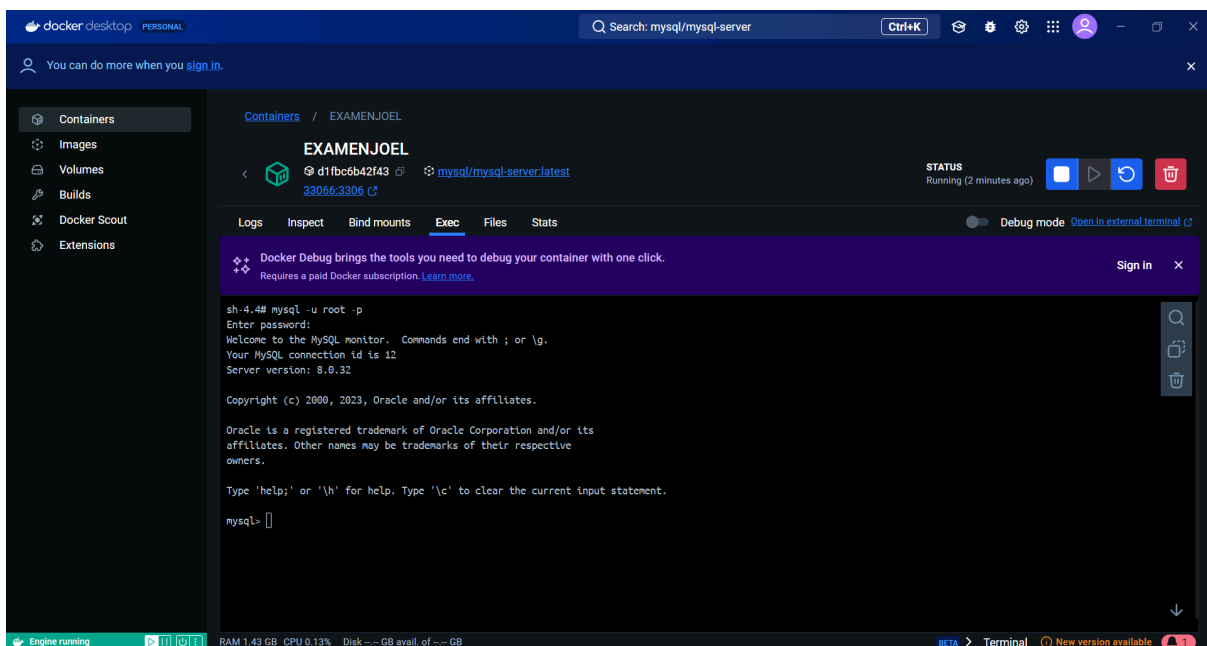 docker desktop PERSONAL
Search: mysql/mysql-server
Ctrl+K
You can do more when you sign in.
Containers
Images
Volumes
Builds
Docker Scout
Extensions
Containers / EXAMENJOEL
EXAMENJOEL
d1fbc6b42f43 mysql/mysql-server:latest
33066:3306
STATUS
Running (2 minutes ago)
Logs Inspect Bind mounts Exec Files Stats
Debug mode Open in external terminal
Docker Debug brings the tools you need to debug your container with one click.
Requires a paid Docker subscription. Learn more.
Sign in
sh-4.4# mysql -u root -p
Enter password:
Welcome to the MySQL monitor.  Commands end with ; or \g.
Your MySQL connection id is 12
Server version: 8.0.32
Copyright (c) 2000, 2023, Oracle and/or its affiliates.
Oracle is a registered trademark of Oracle Corporation and/or its
affiliates. Other names may be trademarks of their respective
owners.
Type 'help;' or '\h' for help. Type '\c' to clear the current input statement.
mysql>
Engine running
RAM 1.43 GB CPU 0.13% Disk --.-- GB avail. of --.-- GB
BETA Terminal New version available 1